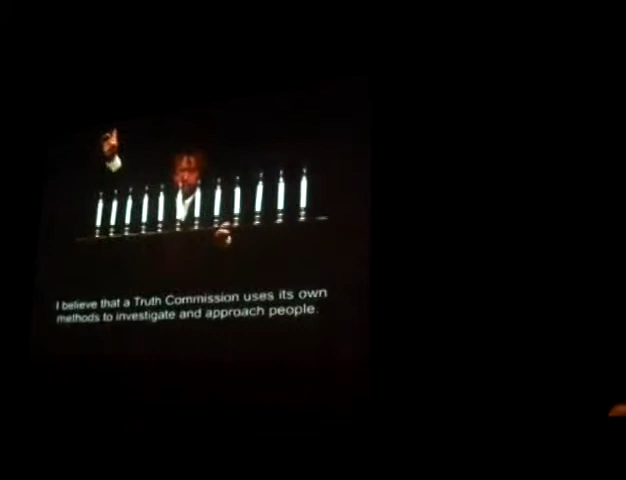 I believe that a Truth Commission uses its own
methods to investigate and approach people.